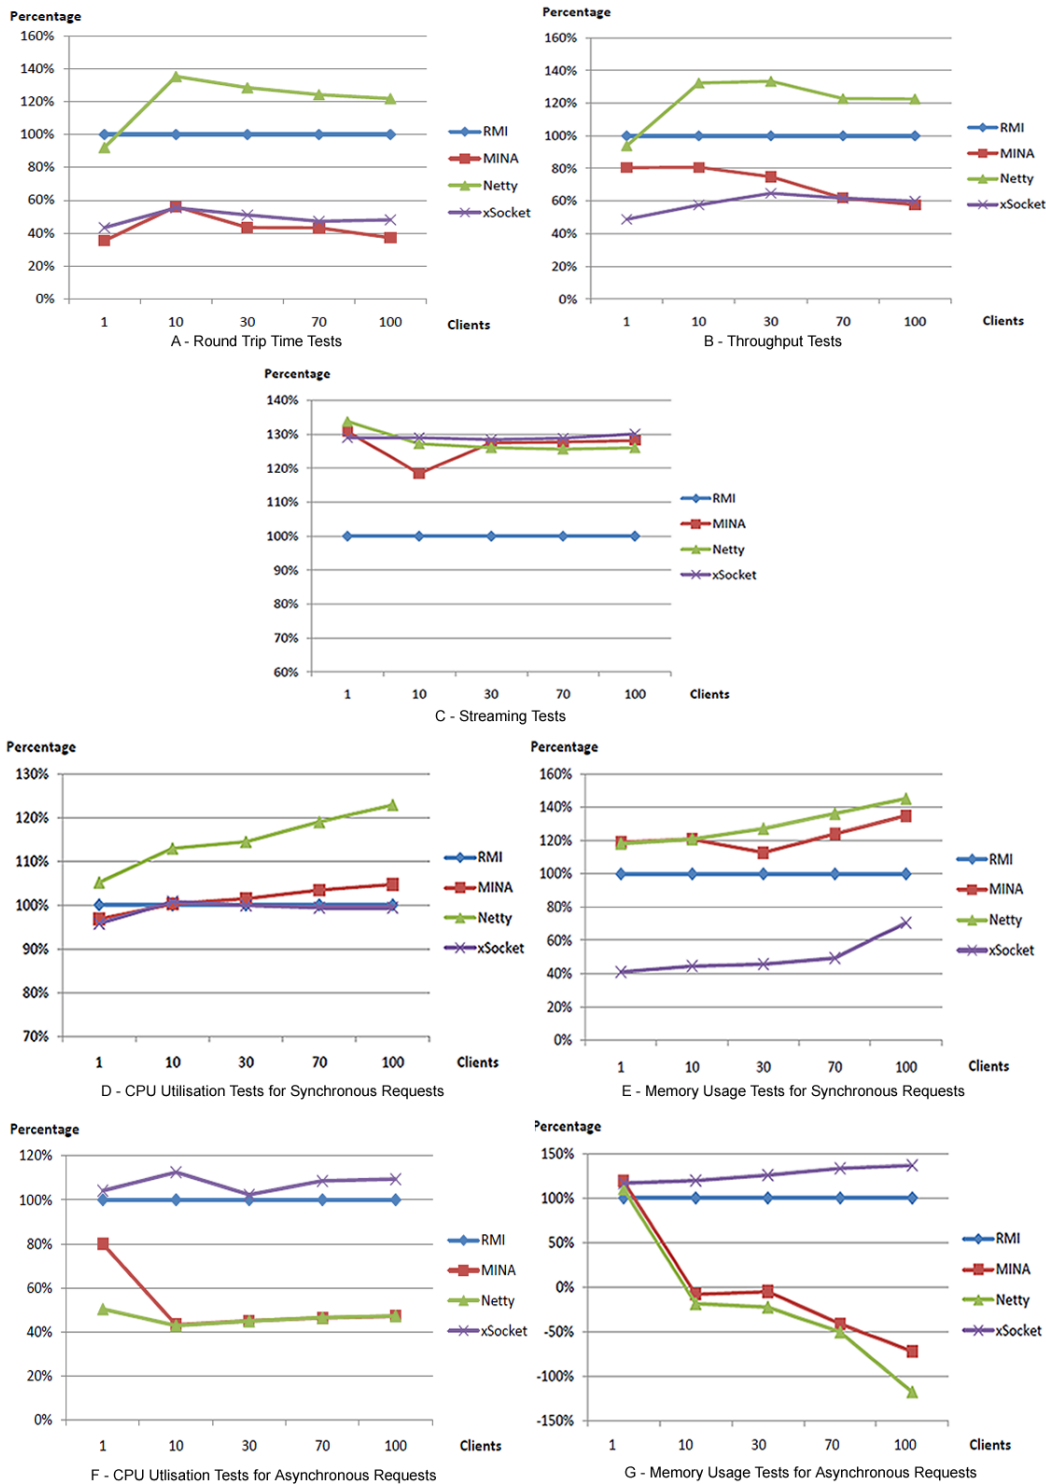 Percentage
160%
140%
120%
100%
80%
60%
40%
20%
0%
1 10 30 70 100
Clients
RMI
MINA
Netty
xSocket
A - Round Trip Time Tests
Percentage
160%
140%
120%
100%
80%
60%
40%
20%
0%
1 10 30 70 100
Clients
RMI
MINA
Netty
xSocket
B - Throughput Tests
Percentage
140%
130%
120%
110%
100%
90%
80%
70%
60%
1 10 30 70 100
Clients
RMI
MINA
Netty
xSocket
C - Streaming Tests
Percentage
130%
120%
110%
100%
90%
80%
70%
1 10 30 70 100
Clients
RMI
MINA
Netty
xSocket
D - CPU Utilisation Tests for Synchronous Requests
Percentage
160%
140%
120%
100%
80%
60%
40%
20%
0%
1 10 30 70 100
Clients
RMI
MINA
Netty
xSocket
E - Memory Usage Tests for Synchronous Requests
Percentage
120%
100%
80%
60%
40%
20%
0%
1 10 30 70 100
Clients
RMI
MINA
Netty
xSocket
F - CPU Utlisation Tests for Asynchronous Requests
Percentage
150%
100%
50%
0%
-50%
-100%
-150%
1 10 30 70 100
Clients
RMI
MINA
Netty
xSocket
G - Memory Usage Tests for Asynchronous Requests